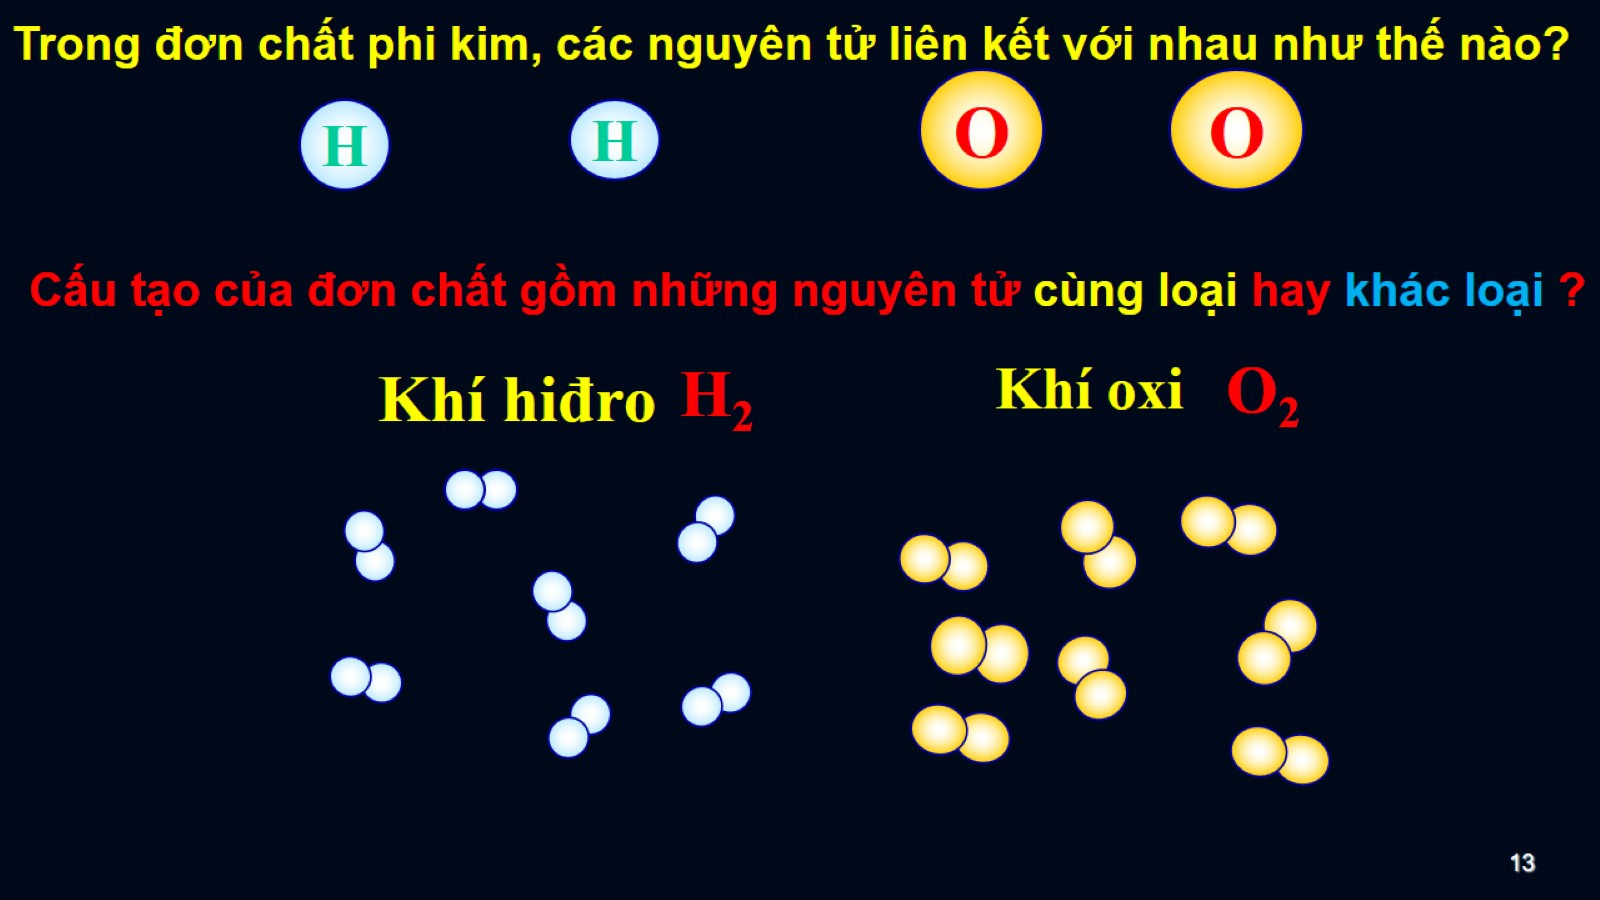 Trong đơn chất phi kim, các nguyên tử liên kết với nhau như thế nào?
H H O O
Cấu tạo của đơn chất gồm những nguyên tử cùng loại hay khác loại ?
Khí hiđro H₂ Khí oxi O₂
13